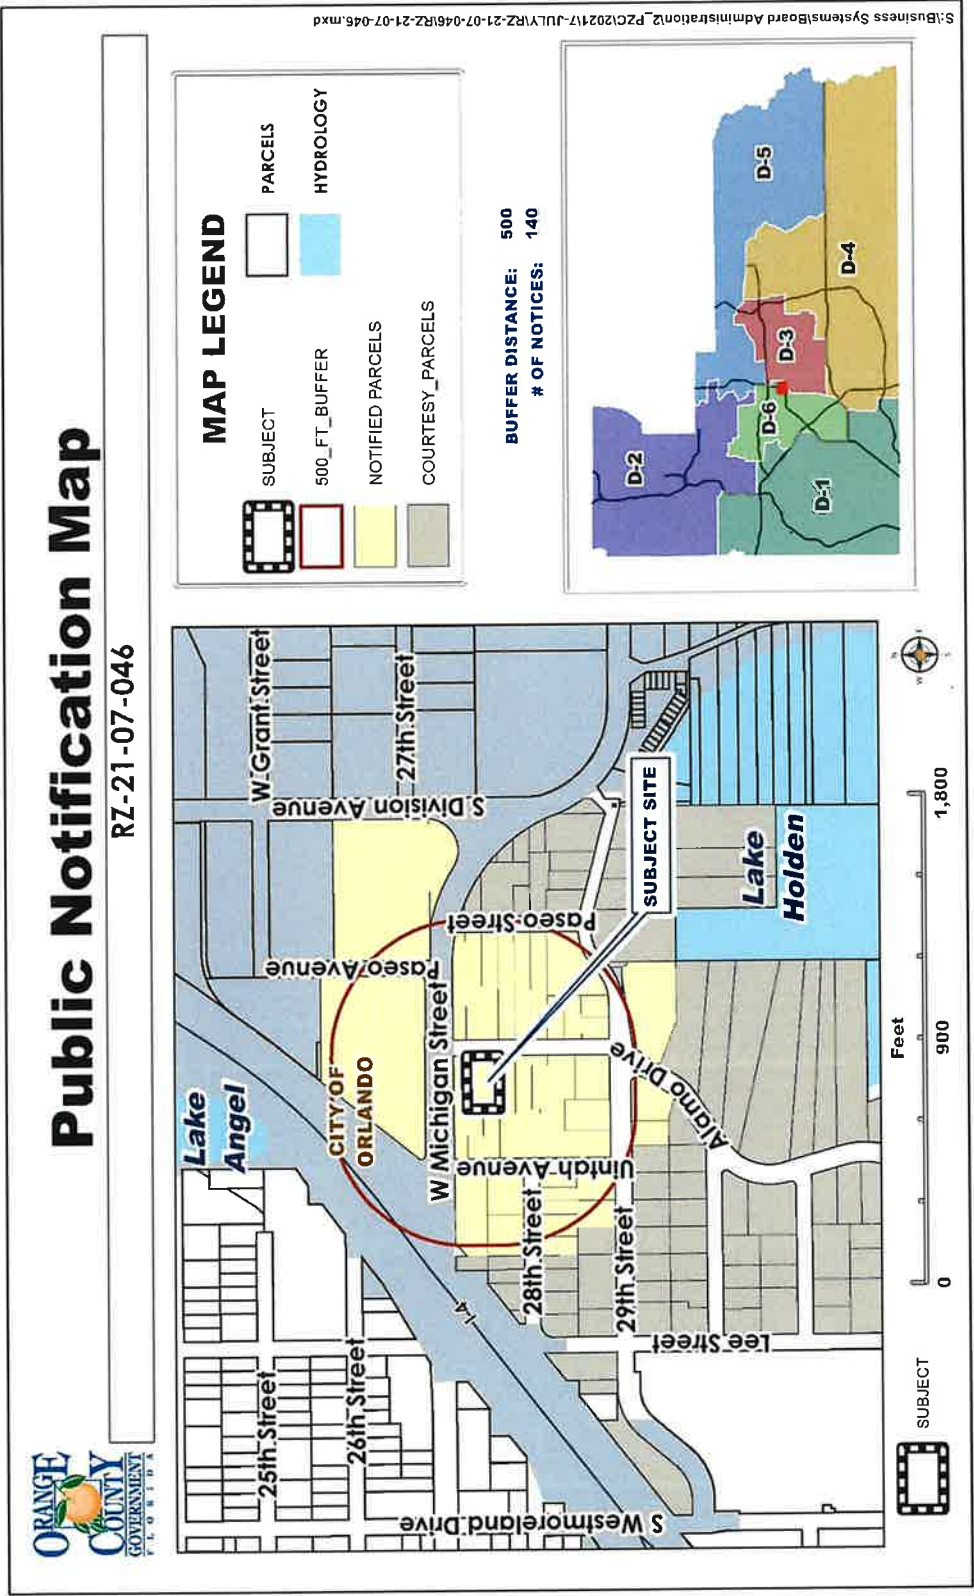 ORANGE
COUNTY
GOVERNMENT
FLORIDA
Public Notification Map
RZ-21-07-046
25th Street
26th Street
Lake
Angel
W Grant Street
27th Street
S Division Avenue
Paseo Avenue
CITY OF
ORLANDO
W Michigan Street
Paseo Street
I-4
Uintah Avenue
28th Street
29th Street
Alamo Drive
SUBJECT SITE
Lee Street
S Westmoreland Drive
Lake
Holden
MAP LEGEND
SUBJECT
PARCELS
500_FT_BUFFER
HYDROLOGY
NOTIFIED PARCELS
COURTESY_PARCELS
BUFFER DISTANCE: 500
# OF NOTICES: 140
D-2
D-5
D-6
D-3
D-4
D-1
SUBJECT
Feet
0 900 1,800
N
W E
S
S:\Business Systems\Board Administration\2_PZC\2021\7-JULY\RZ-21-07-046\RZ\RZ-21-07-046.mxd